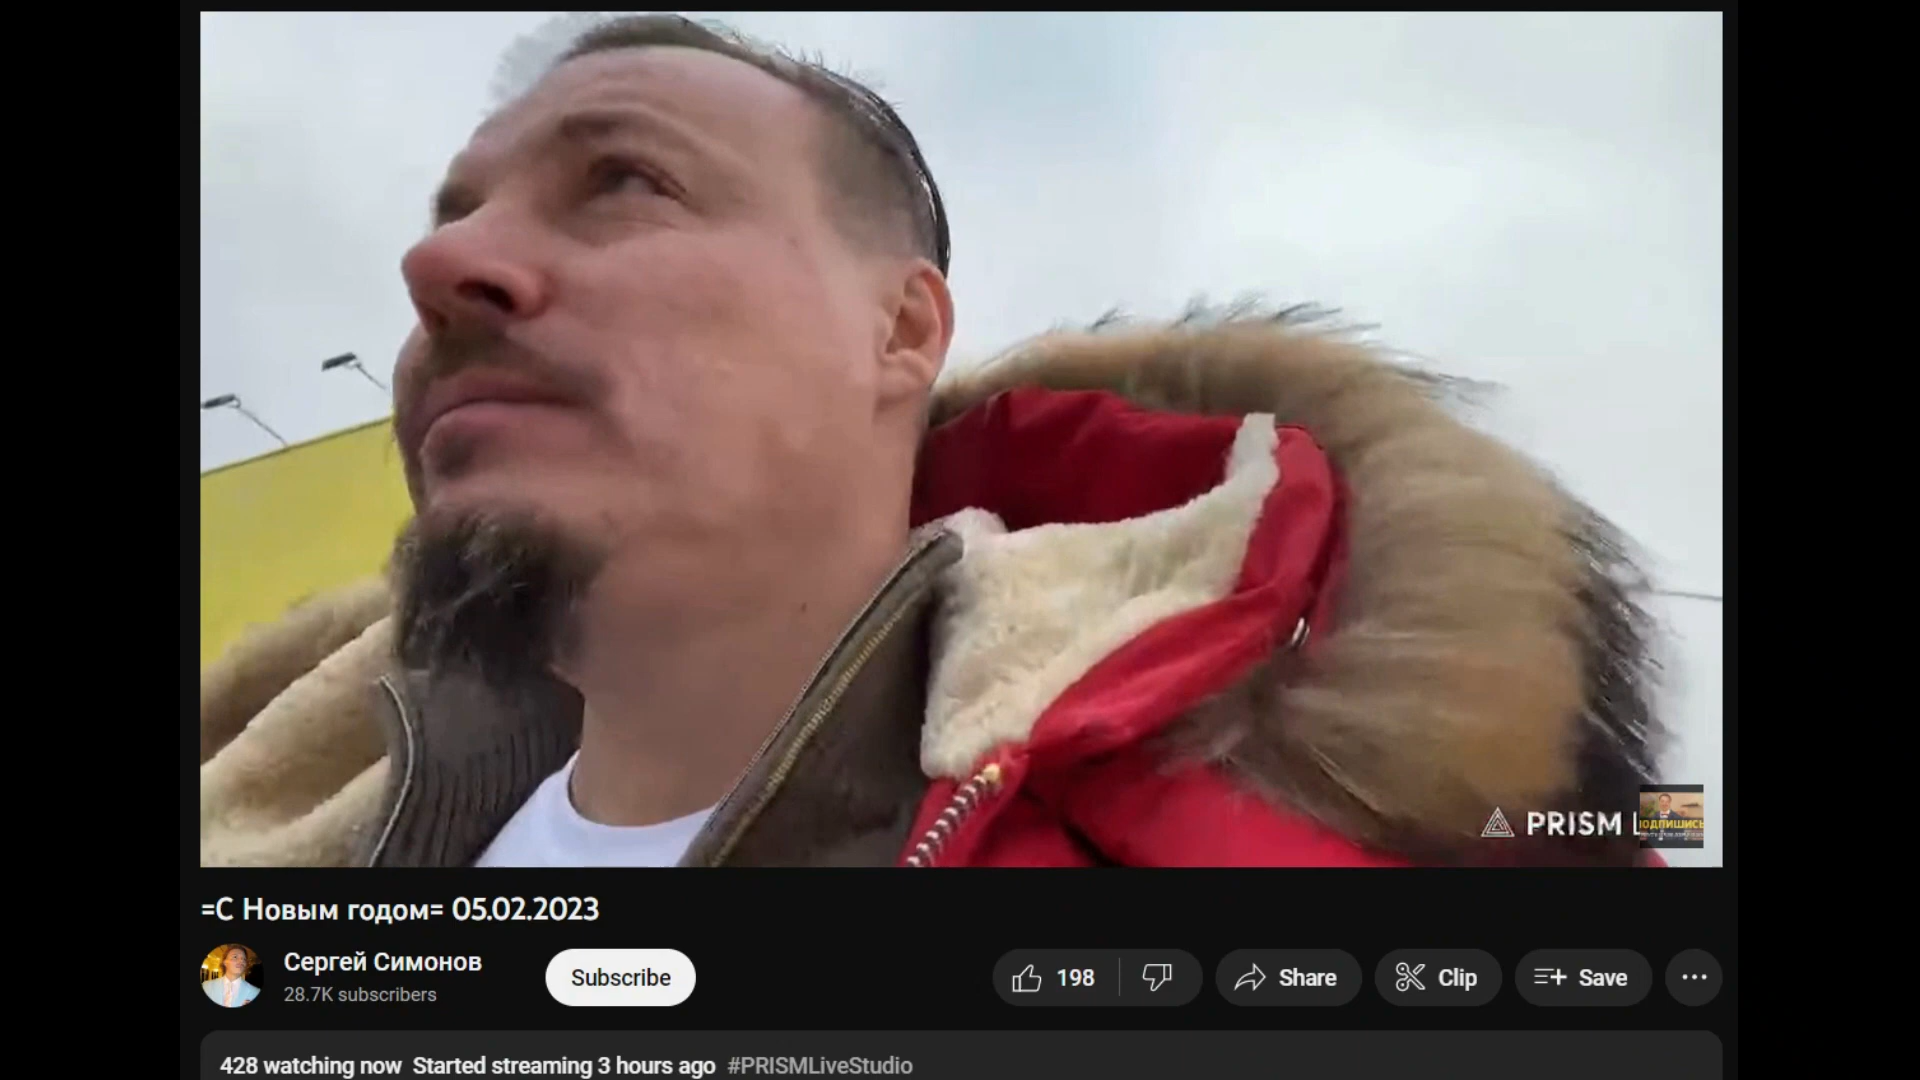 PRISM L
ПОДПИШИСЬ
=С Новым годом= 05.02.2023
Сергей Симонов
28.7K subscribers
Subscribe
198
Share
Clip
Save
428 watching now Started streaming 3 hours ago #PRISMLiveStudio